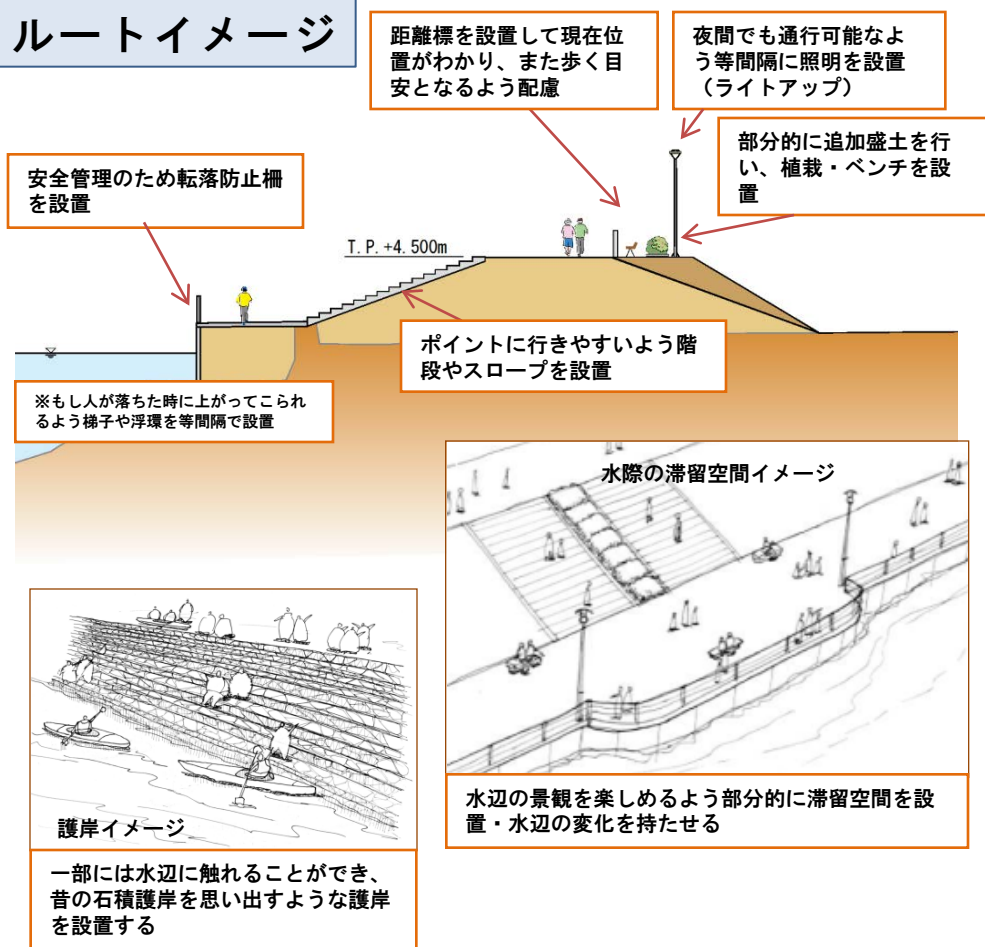 ルートイメージ
距離標を設置して現在位
置がわかり、また歩く目
安となるよう配慮
夜間でも通行可能なよ
う等間隔に照明を設置
（ライトアップ）
部分的に追加盛土を行
い、植栽・ベンチを設
置
安全管理のため転落防止柵
を設置
T.P.+4.500m
ポイントに行きやすいよう階
段やスロープを設置
※もし人が落ちた時に上がってこられ
るよう梯子や浮環を等間隔で設置
水際の滞留空間イメージ
水辺の景観を楽しめるよう部分的に滞留空間を設
置・水辺の変化を持たせる
護岸イメージ
一部には水辺に触れることができ、
昔の石積護岸を思い出すような護岸
を設置する